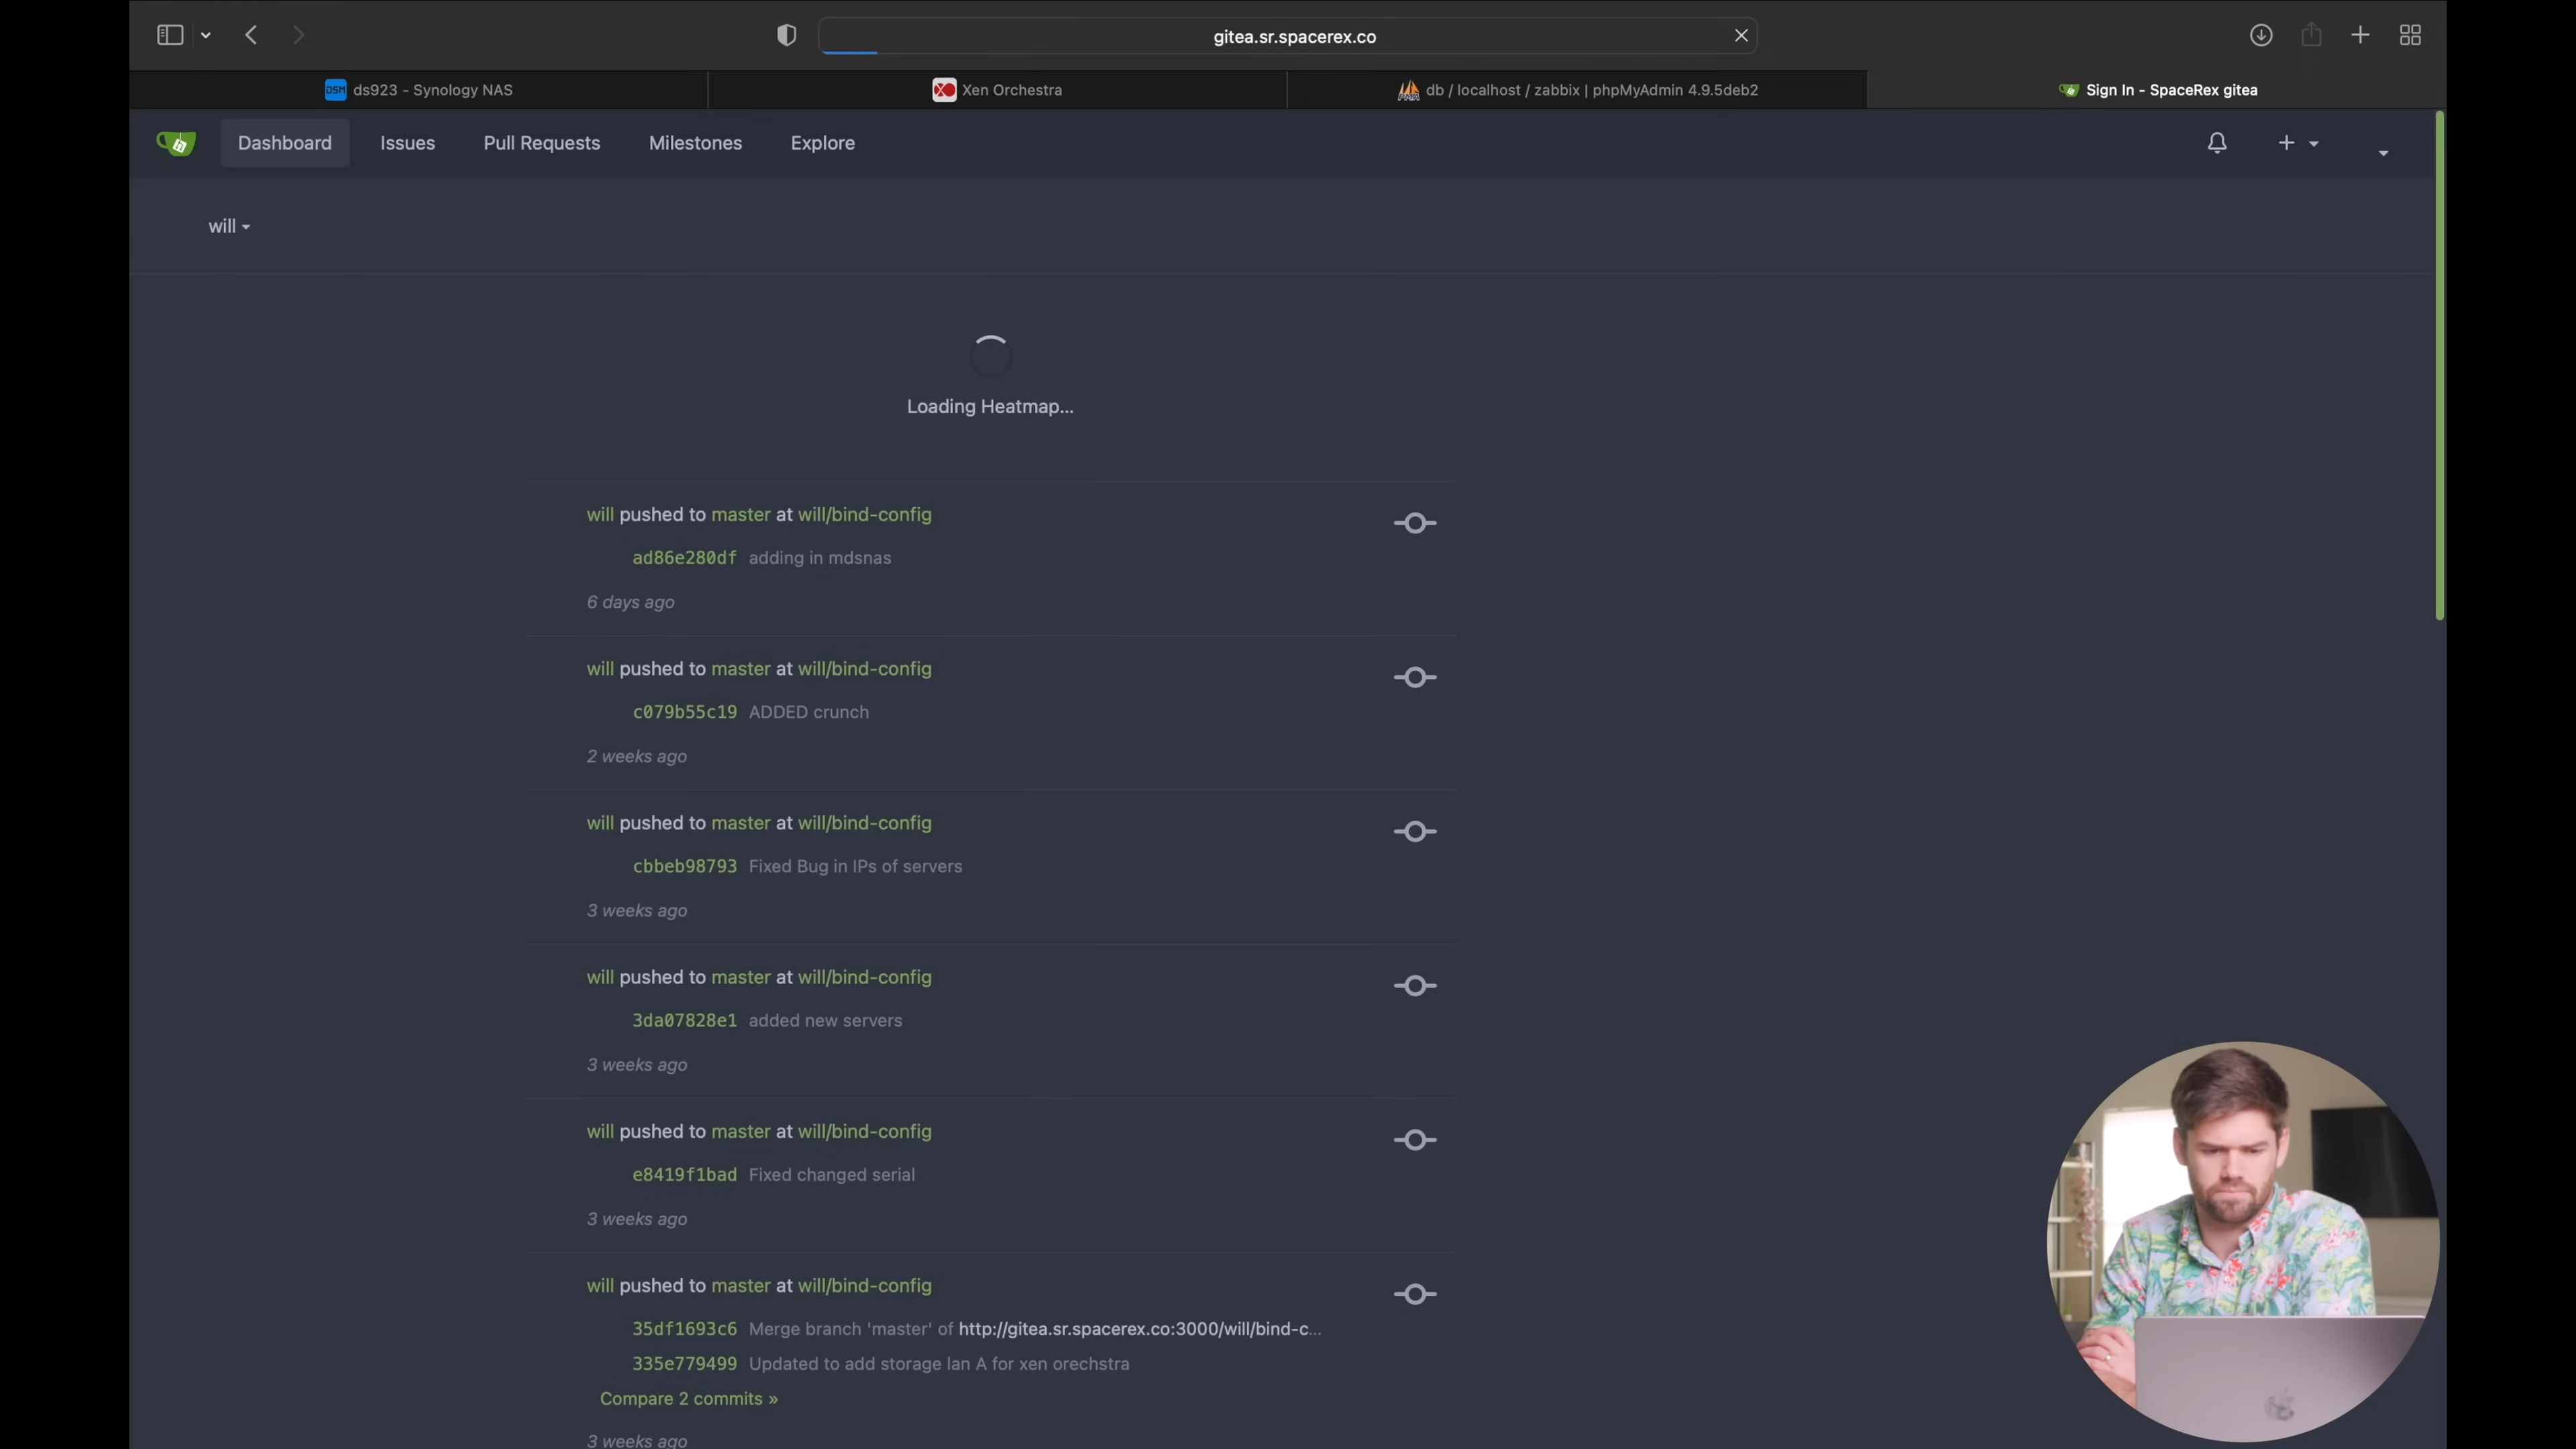 gitea.sr.spacerex.co
DSM ds923 - Synology NAS
Xen Orchestra
db / localhost / zabbix | phpMyAdmin 4.9.5deb2
Sign In - SpaceRex gitea
Dashboard
Issues
Pull Requests
Milestones
Explore
will
Loading Heatmap...
will pushed to master at will/bind-config
ad86e280df adding in mdsnas
6 days ago
will pushed to master at will/bind-config
c079b55c19 ADDED crunch
2 weeks ago
will pushed to master at will/bind-config
cbbeb98793 Fixed Bug in IPs of servers
3 weeks ago
will pushed to master at will/bind-config
3da07828e1 added new servers
3 weeks ago
will pushed to master at will/bind-config
e8419f1bad Fixed changed serial
3 weeks ago
will pushed to master at will/bind-config
35df1693c6 Merge branch 'master' of http://gitea.sr.spacerex.co:3000/will/bind-c...
335e779499 Updated to add storage lan A for xen orechstra
Compare 2 commits »
3 weeks ago